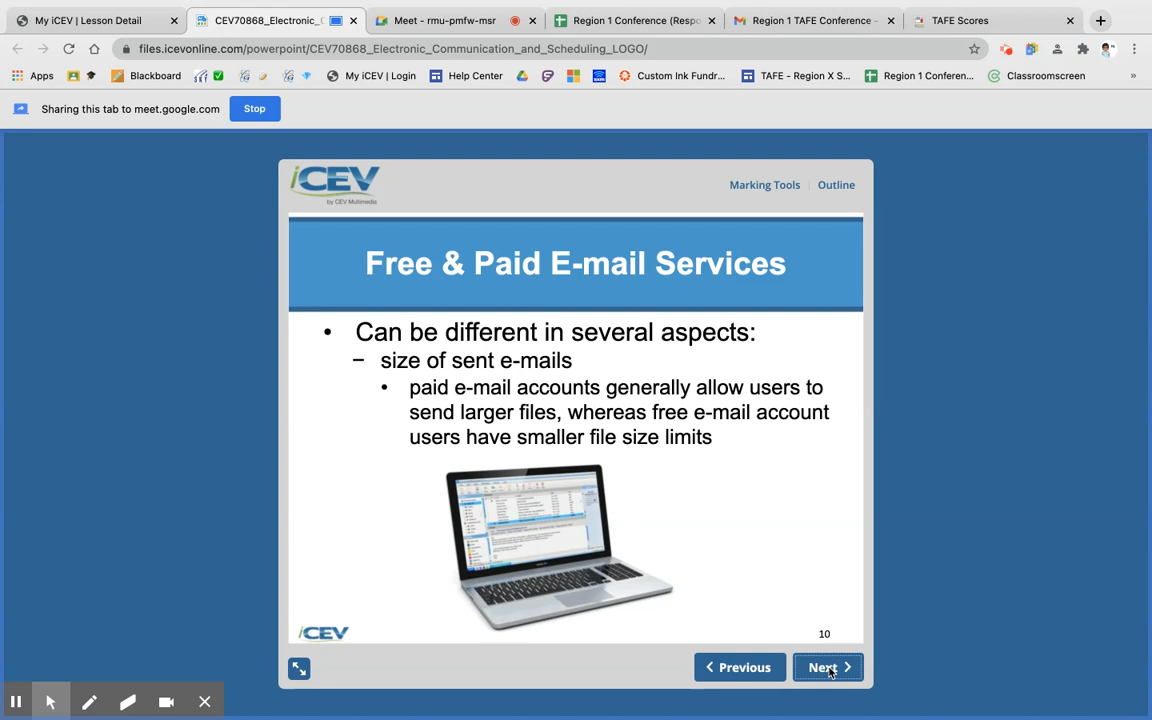 My iCEV | Lesson Detail
CEV70868_Electronic_C
Meet - rmu-pmfw-msr
Region 1 Conference (Respo
Region 1 TAFE Conference -
TAFE Scores
files.icevonline.com/powerpoint/CEV70868_Electronic_Communication_and_Scheduling_LOGO/
Apps
Blackboard
My iCEV | Login
Help Center
Custom Ink Fundr...
TAFE - Region X S...
Region 1 Conferen...
Classroomscreen
»
Sharing this tab to meet.google.com
Stop
iCEV
by CEV Multimedia
Marking Tools | Outline
Free & Paid E-mail Services
• Can be different in several aspects:
– size of sent e-mails
• paid e-mail accounts generally allow users to
send larger files, whereas free e-mail account
users have smaller file size limits
iCEV
10
Previous
Next